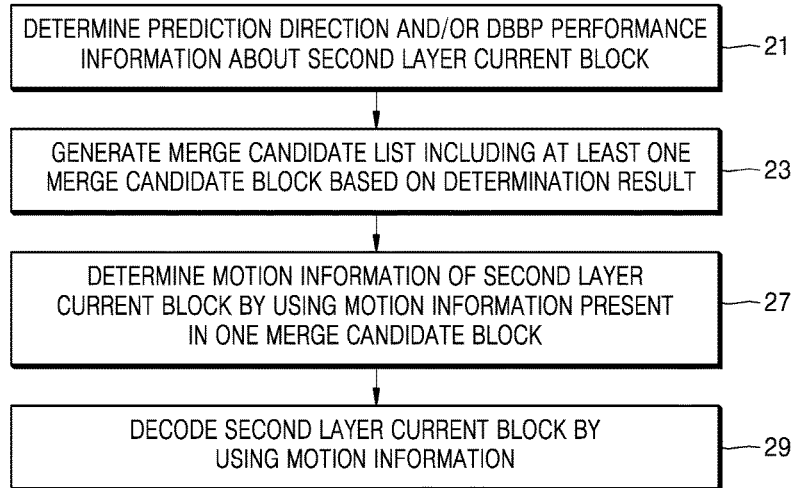 DETERMINE PREDICTION DIRECTION AND/OR DBBP PERFORMANCE
INFORMATION ABOUT SECOND LAYER CURRENT BLOCK
21
GENERATE MERGE CANDIDATE LIST INCLUDING AT LEAST ONE
MERGE CANDIDATE BLOCK BASED ON DETERMINATION RESULT
23
DETERMINE MOTION INFORMATION OF SECOND LAYER
CURRENT BLOCK BY USING MOTION INFORMATION PRESENT
IN ONE MERGE CANDIDATE BLOCK
27
DECODE SECOND LAYER CURRENT BLOCK BY
USING MOTION INFORMATION
29